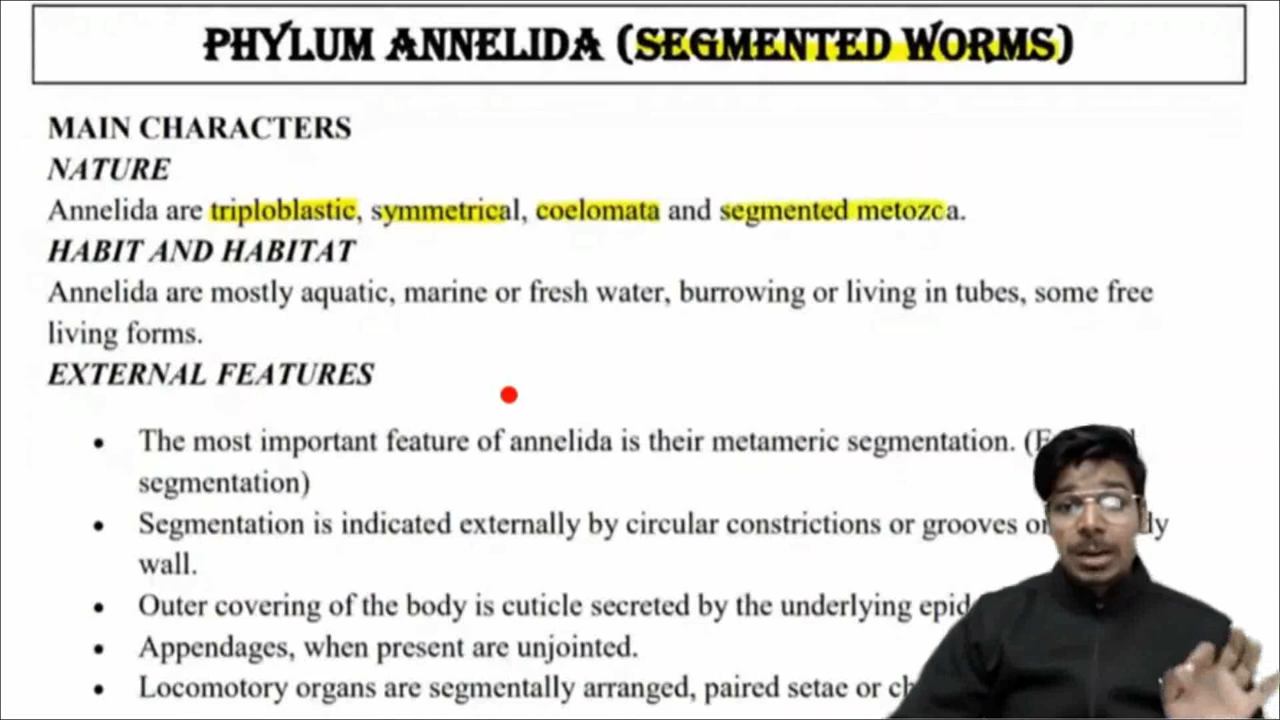 PHYLUM ANNELIDA (SEGMENTED WORMS)
MAIN CHARACTERS
NATURE
Annelida are triploblastic, symmetrical, coelomata and segmented metozca.
HABIT AND HABITAT
Annelida are mostly aquatic, marine or fresh water, burrowing or living in tubes, some free
living forms.
EXTERNAL FEATURES
• The most important feature of annelida is their metameric segmentation.
segmentation)
• Segmentation is indicated externally by circular constrictions or grooves
wall.
• Outer covering of the body is cuticle secreted by the underlying
• Appendages, when present are unjointed.
• Locomotory organs are segmentally arranged, paired setae or